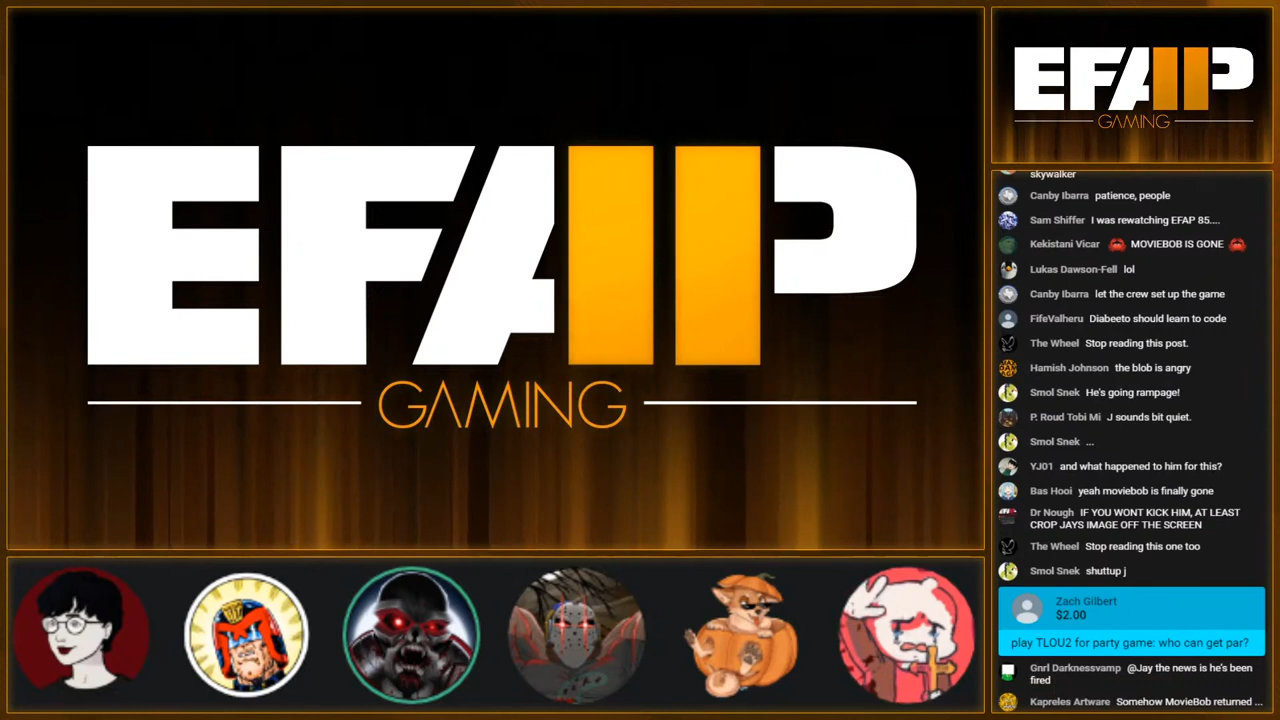 EFAIIP
GAMING
EFAIIP
GAMING
skywalker
Canby Ibarra patience, people
Sam Shiffer I was rewatching EFAP 85....
Kekistani Vicar MOVIEBOB IS GONE
Lukas Dawson-Fell lol
Canby Ibarra let the crew set up the game
FifeValheru Diabeeto should learn to code
The Wheel Stop reading this post.
Hamish Johnson the blob is angry
Smol Snek He's going rampage!
P. Roud Tobi Mi J sounds bit quiet.
Smol Snek ...
YJ01 and what happened to him for this?
Bas Hooi yeah moviebob is finally gone
Dr Nough IF YOU WONT KICK HIM, AT LEAST
CROP JAYS IMAGE OFF THE SCREEN
The Wheel Stop reading this one too
Smol Snek shuttup j
Zach Gilbert
$2.00
play TLOU2 for party game: who can get par?
Gnrl Darknessvamp @Jay the news is he's been
fired
Kapreles Artware Somehow MovieBob returned ...